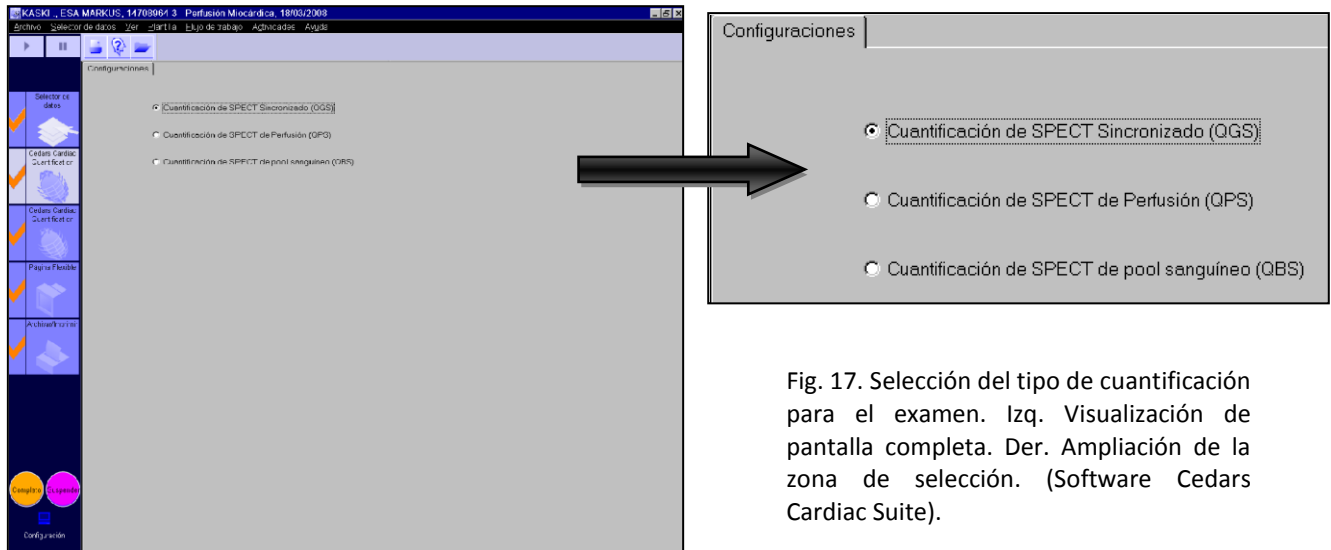 KASKI ., ESA MARKUS, 14708964 3 Perfusión Miocárdica, 18/03/2008
Archivo Selector de datos Ver Plantilla Flujo de trabajo Actividades Ayuda
Configuraciones
Selector de
datos
Cedars Cardiac
Quantification
Cedars Cardiac
Quantification
Página Flexible
Archivar/Imprimir
Completo Suspender
Configuración
Cuantificación de SPECT Sincronizado (QGS)
Cuantificación de SPECT de Perfusión (QPS)
Cuantificación de SPECT de pool sanguíneo (QBS)
Configuraciones
Cuantificación de SPECT Sincronizado (QGS)
Cuantificación de SPECT de Perfusión (QPS)
Cuantificación de SPECT de pool sanguíneo (QBS)
Fig. 17. Selección del tipo de cuantificación
para el examen. Izq. Visualización de
pantalla completa. Der. Ampliación de la
zona de selección. (Software Cedars
Cardiac Suite).